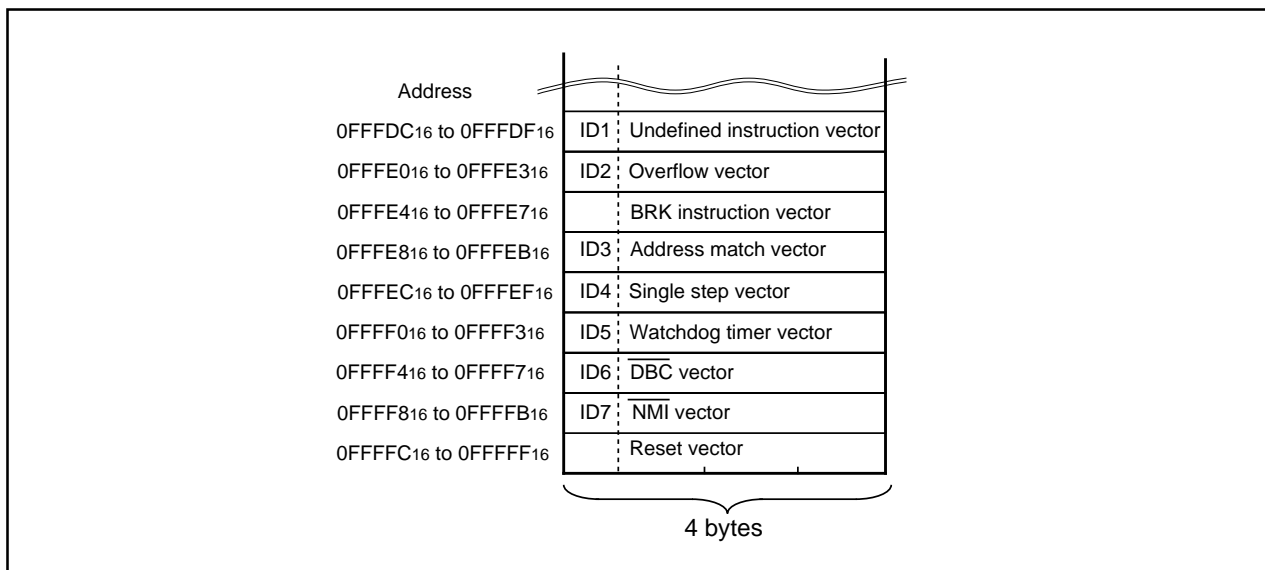 Address
0FFFDC16 to 0FFFDF16 ID1 Undefined instruction vector
0FFFE016 to 0FFFE316 ID2 Overflow vector
0FFFE416 to 0FFFE716 BRK instruction vector
0FFFE816 to 0FFFEB16 ID3 Address match vector
0FFFEC16 to 0FFFEF16 ID4 Single step vector
0FFFF016 to 0FFFF316 ID5 Watchdog timer vector
0FFFF416 to 0FFFF716 ID6 DBC vector
0FFFF816 to 0FFFFB16 ID7 NMI vector
0FFFFC16 to 0FFFFF16 Reset vector
4 bytes